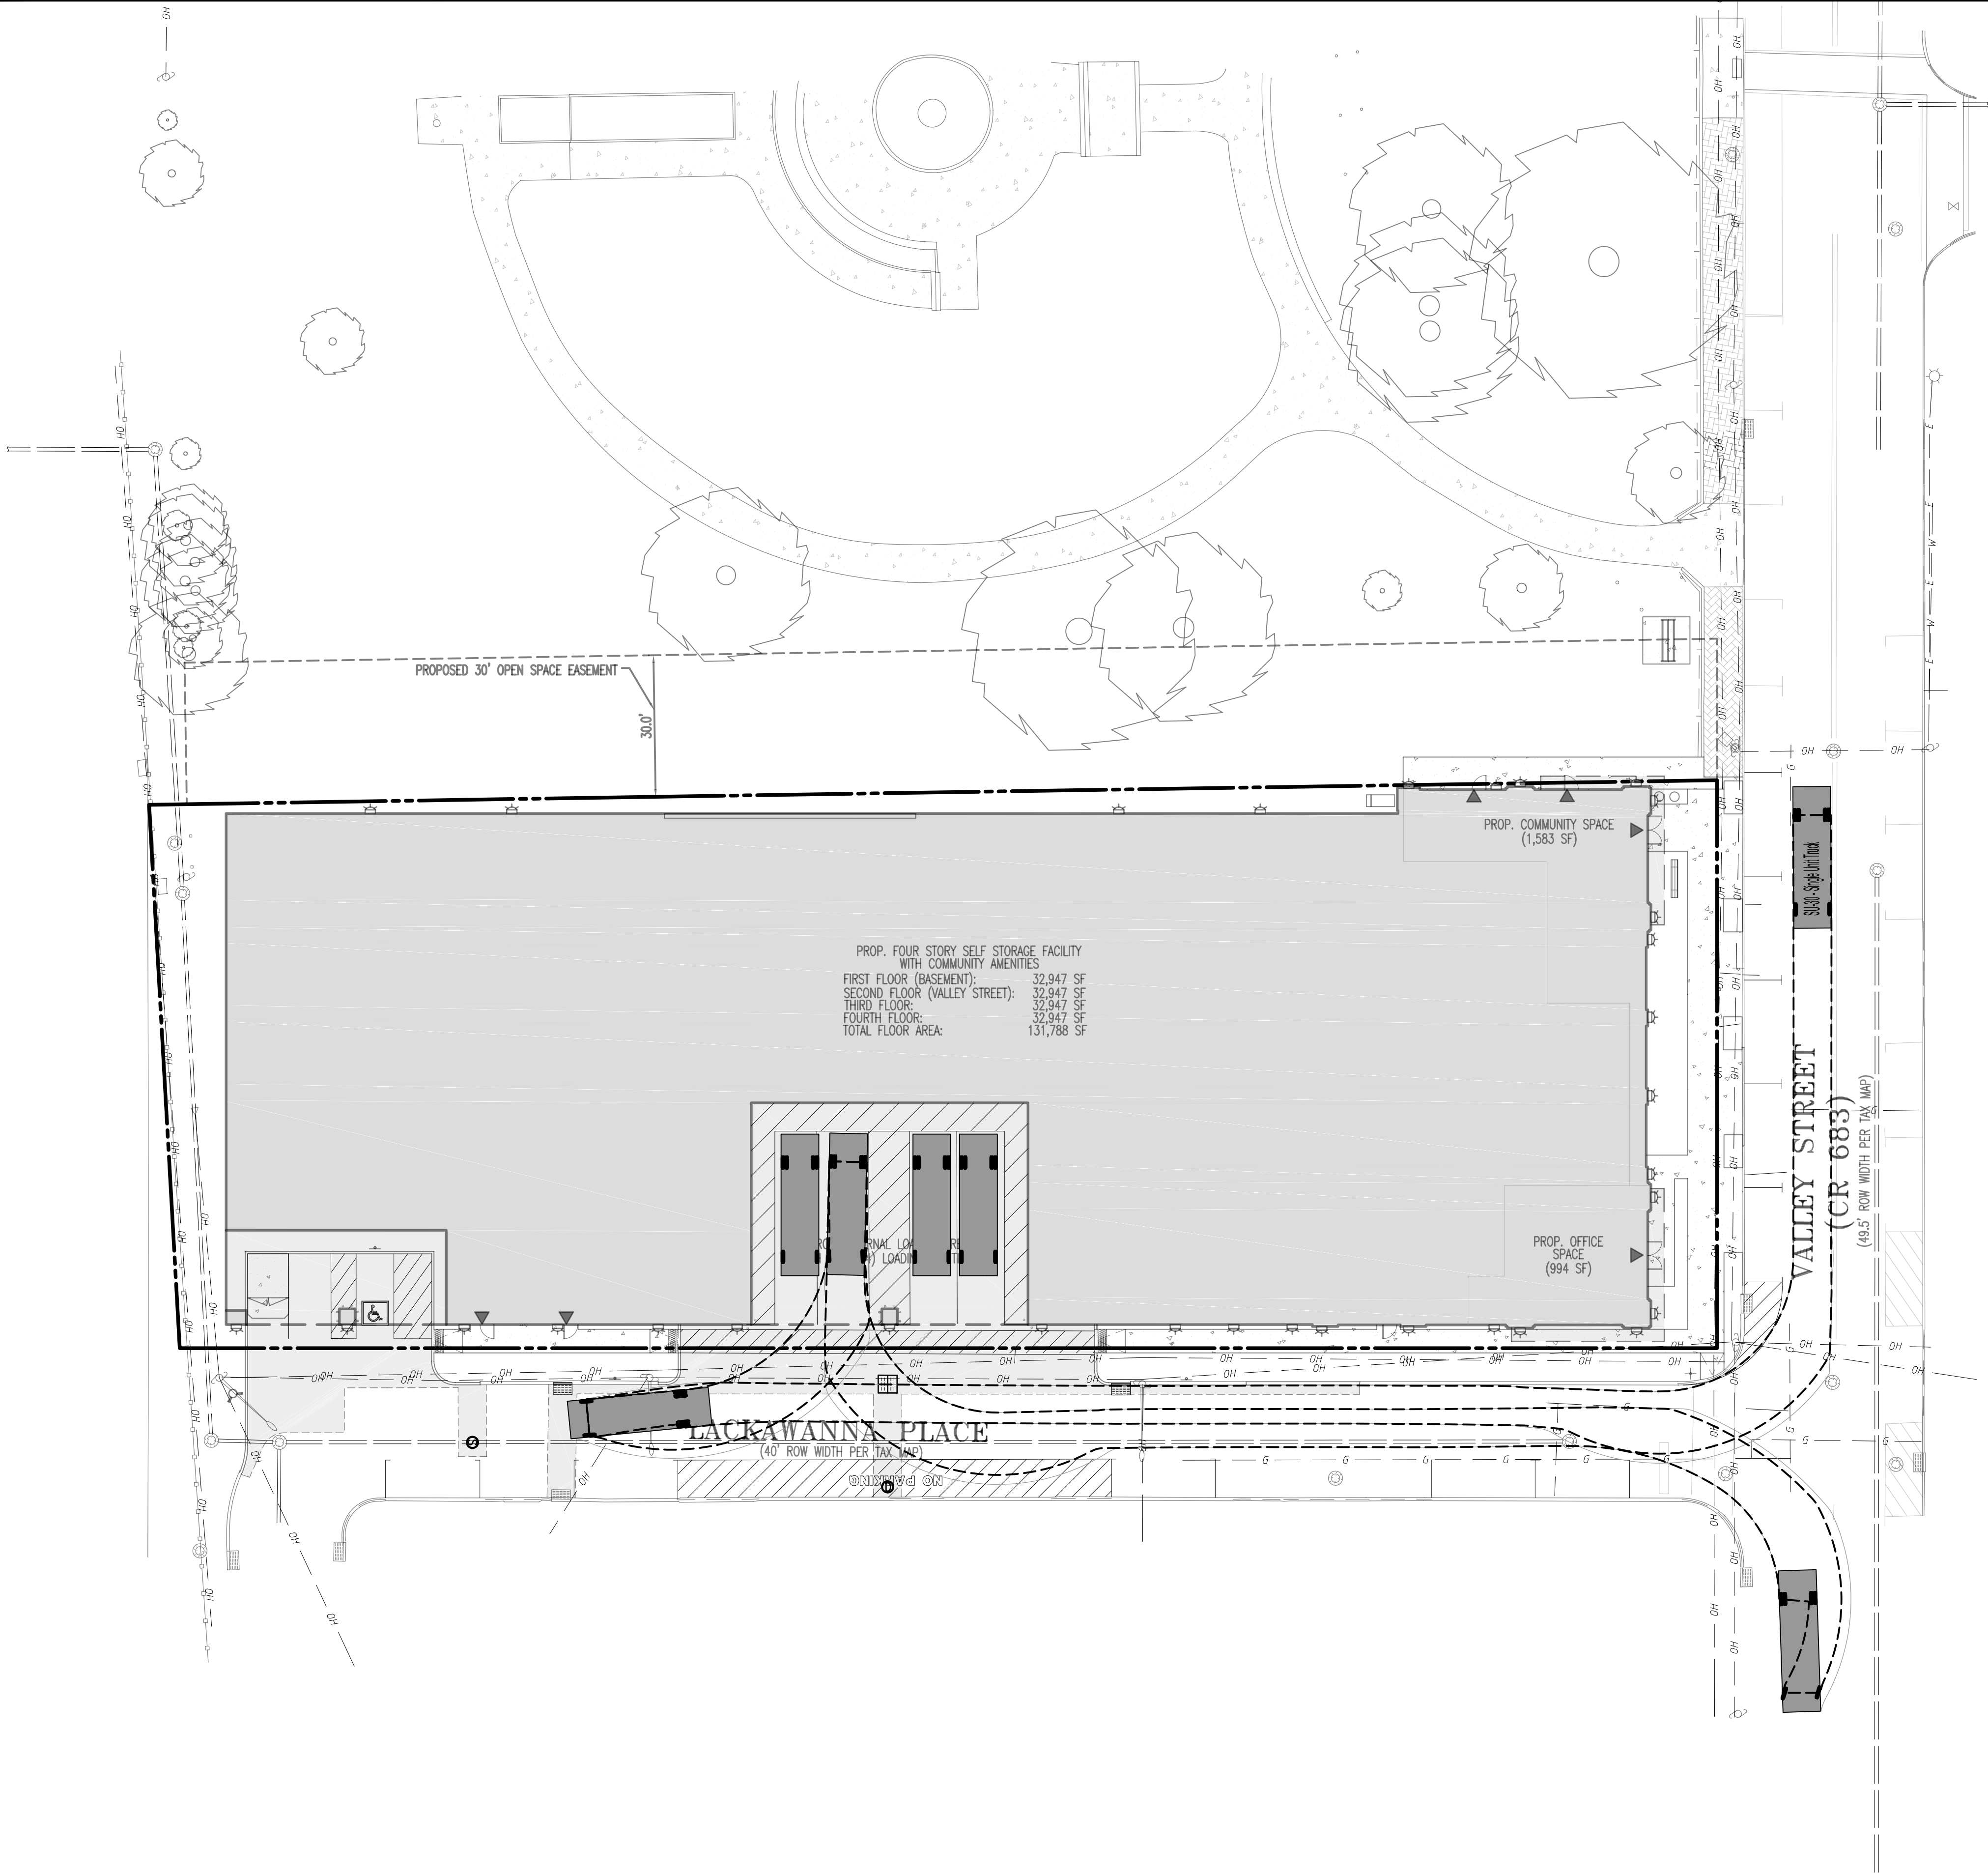 PROPOSED 30' OPEN SPACE EASEMENT
30.0'
PROP. COMMUNITY SPACE
(1,583 SF)
SU-30 - Single Unit Truck
PROP. FOUR STORY SELF STORAGE FACILITY
WITH COMMUNITY AMENITIES
FIRST FLOOR (BASEMENT): 32,947 SF
SECOND FLOOR (VALLEY STREET): 32,947 SF
THIRD FLOOR: 32,947 SF
FOURTH FLOOR: 32,947 SF
TOTAL FLOOR AREA: 131,788 SF
VALLEY STREET
(CR 683)
(49.5' ROW WIDTH PER TAX MAP)
PROP. OFFICE
SPACE
(994 SF)
LACKAWANNA PLACE
(40' ROW WIDTH PER TAX MAP)
NO PARKING
OH
OH
OH
OH
G
G
G
G
E
W
E
W
E
S
D